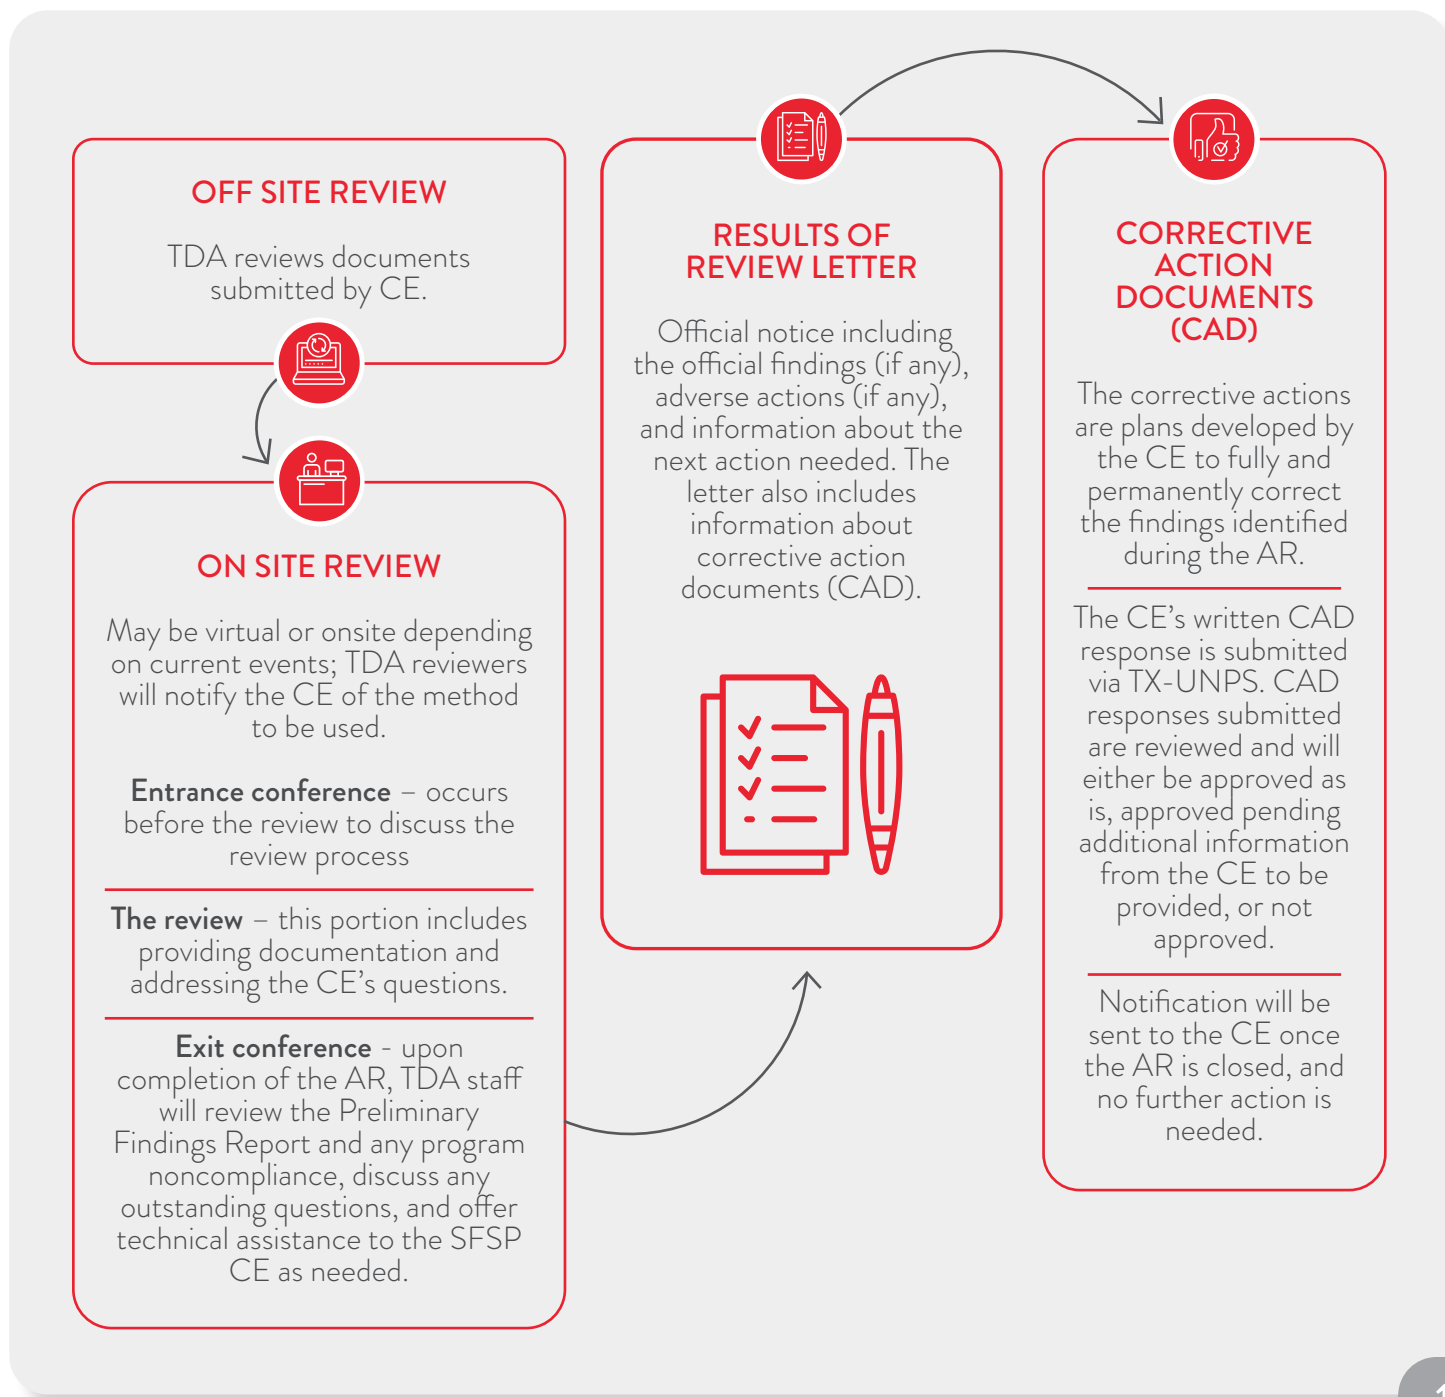 OFF SITE REVIEW
TDA reviews documents
submitted by CE.
ON SITE REVIEW
May be virtual or onsite depending
on current events; TDA reviewers
will notify the CE of the method
to be used.
Entrance conference – occurs
before the review to discuss the
review process
The review – this portion includes
providing documentation and
addressing the CE's questions.
Exit conference - upon
completion of the AR, TDA staff
will review the Preliminary
Findings Report and any program
noncompliance, discuss any
outstanding questions, and offer
technical assistance to the SFSP
CE as needed.
RESULTS OF
REVIEW LETTER
Official notice including
the official findings (if any),
adverse actions (if any),
and information about the
next action needed. The
letter also includes
information about
corrective action
documents (CAD).
CORRECTIVE
ACTION
DOCUMENTS
(CAD)
The corrective actions
are plans developed by
the CE to fully and
permanently correct
the findings identified
during the AR.
The CE's written CAD
response is submitted
via TX-UNPS. CAD
responses submitted
are reviewed and will
either be approved as
is, approved pending
additional information
from the CE to be
provided, or not
approved.
Notification will be
sent to the CE once
the AR is closed, and
no further action is
needed.